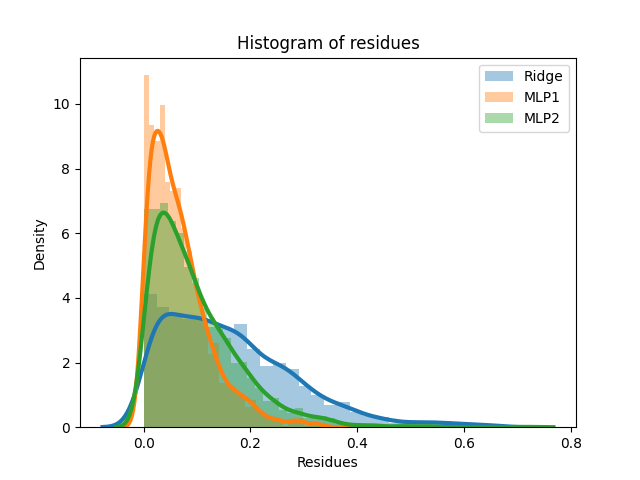 Histogram of residues
Ridge
MLP1
MLP2
10
8
6
4
2
0
Density
0.0 0.2 0.4 0.6 0.8
Residues